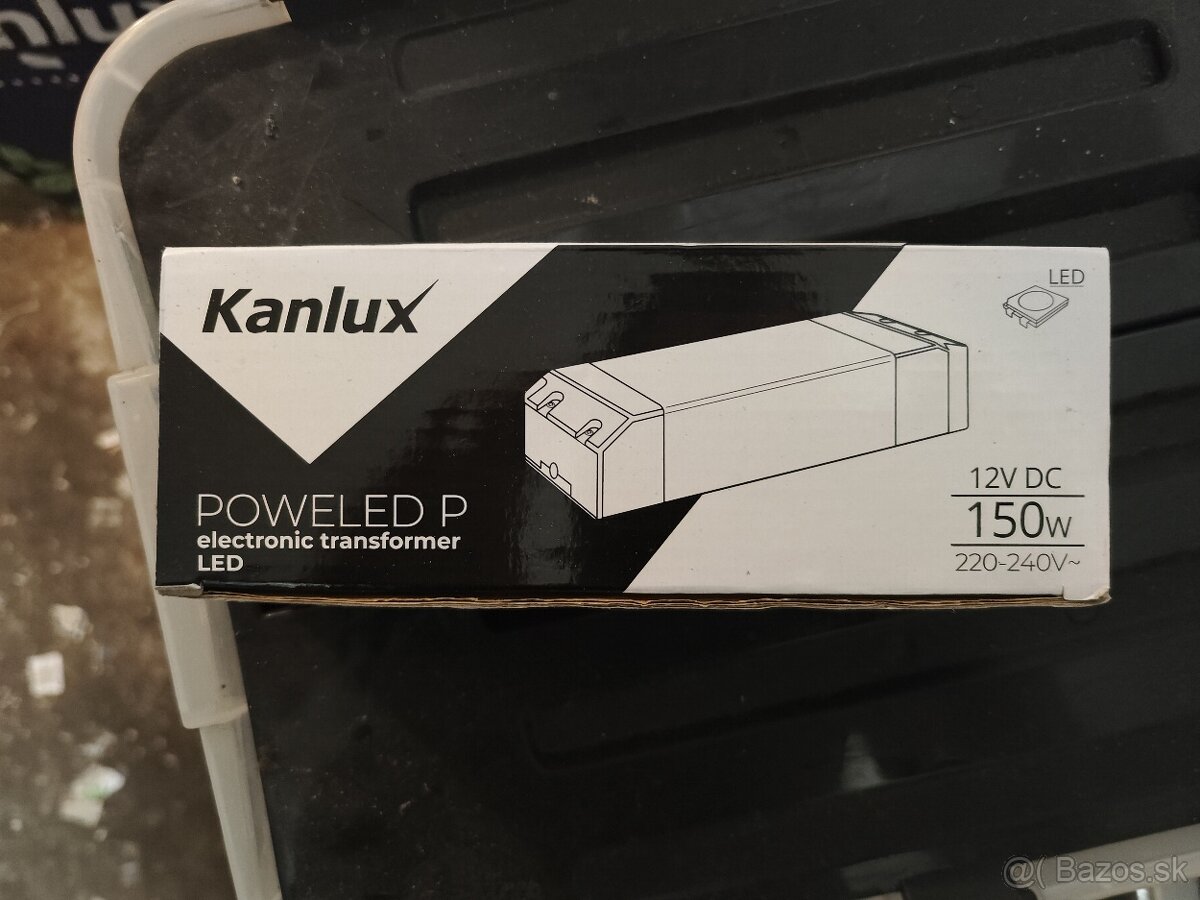 Kanlux
LED
POWELED P
electronic transformer
LED
12V DC
150W
220-240V~
@( Bazos.sk